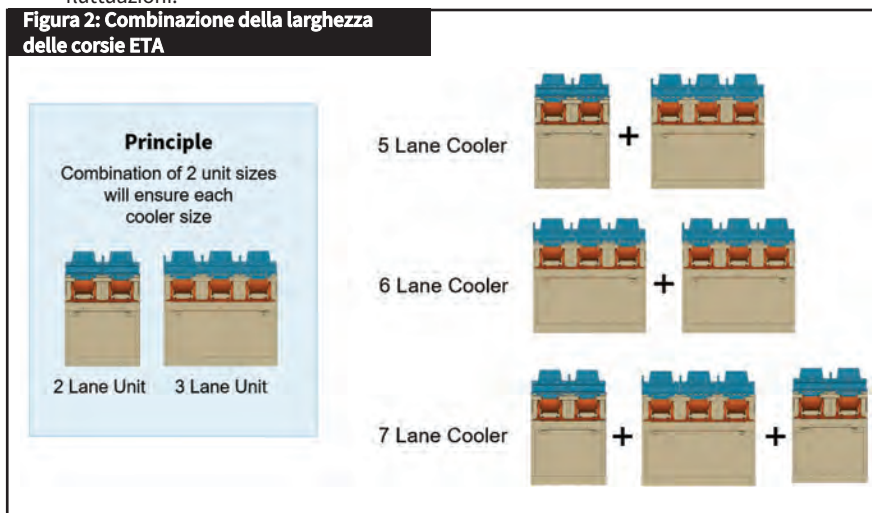 Figura 2: Combinazione della larghezza
delle corsie ETA
Principle
Combination of 2 unit sizes
will ensure each
cooler size
2 Lane Unit
3 Lane Unit
5 Lane Cooler
+
6 Lane Cooler
+
7 Lane Cooler
+
+